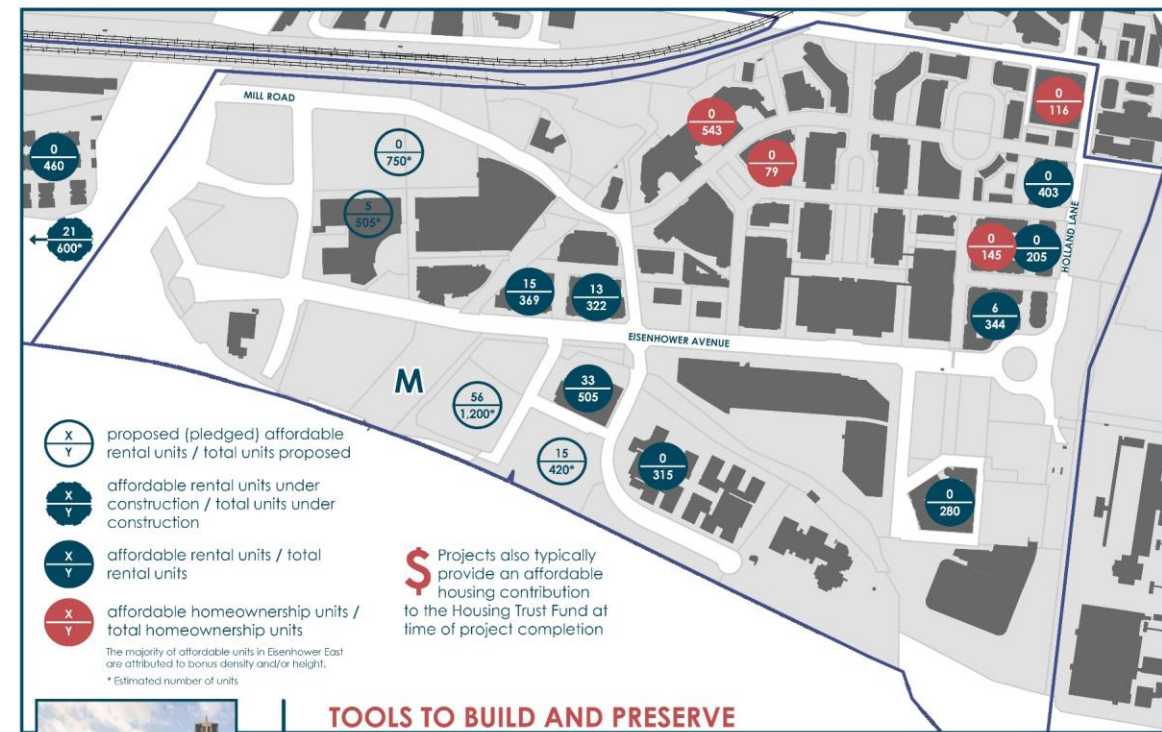 MILL ROAD
0
116
0
543
0
750*
0
460
0
79
0
403
5
505*
21
600*
0
145
0
205
HOLLAND LANE
15
369
13
322
6
344
EISENHOWER AVENUE
M
33
505
56
1,200*
15
420*
0
315
0
280
X
Y
proposed (pledged) affordable
rental units / total units proposed
X
Y
affordable rental units under
construction / total units under
construction
X
Y
affordable rental units / total
rental units
X
Y
affordable homeownership units /
total homeownership units
The majority of affordable units in Eisenhower East
are attributed to bonus density and/or height.
* Estimated number of units
$ Projects also typically
provide an affordable
housing contribution
to the Housing Trust Fund at
time of project completion
TOOLS TO BUILD AND PRESERVE